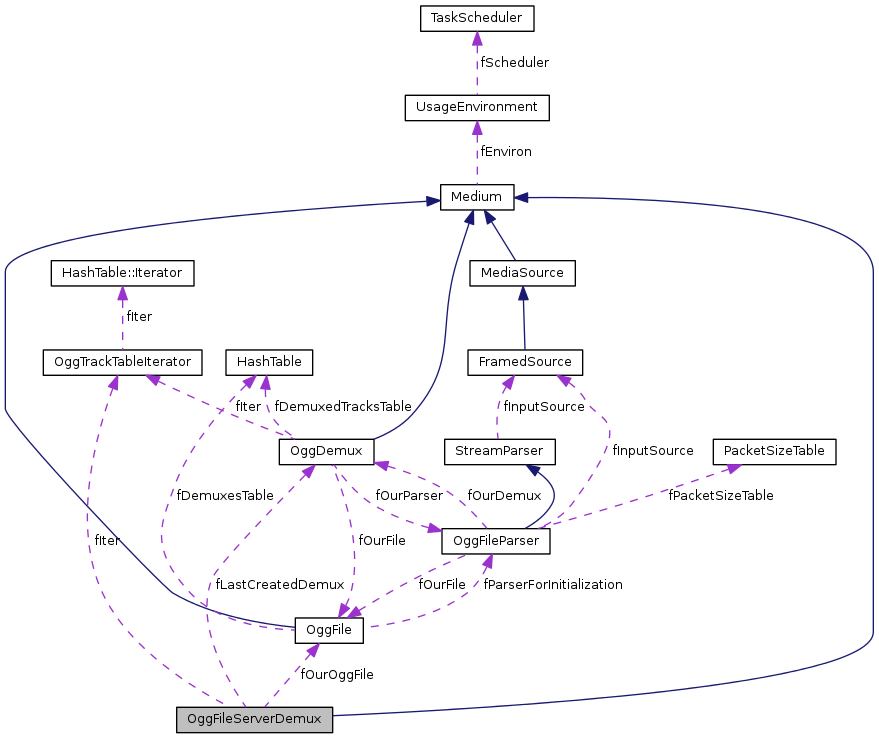 TaskScheduler
fScheduler
UsageEnvironment
fEnviron
Medium
HashTable::Iterator
MediaSource
fIter
OggTrackTableIterator
HashTable
FramedSource
fIter
fDemuxedTracksTable
fInputSource
OggDemux
StreamParser
fInputSource
PacketSizeTable
fDemuxesTable
fOurParser
fOurDemux
fPacketSizeTable
fIter
fOurFile
OggFileParser
fLastCreatedDemux
fOurFile
fParserForInitialization
OggFile
fOurOggFile
OggFileServerDemux